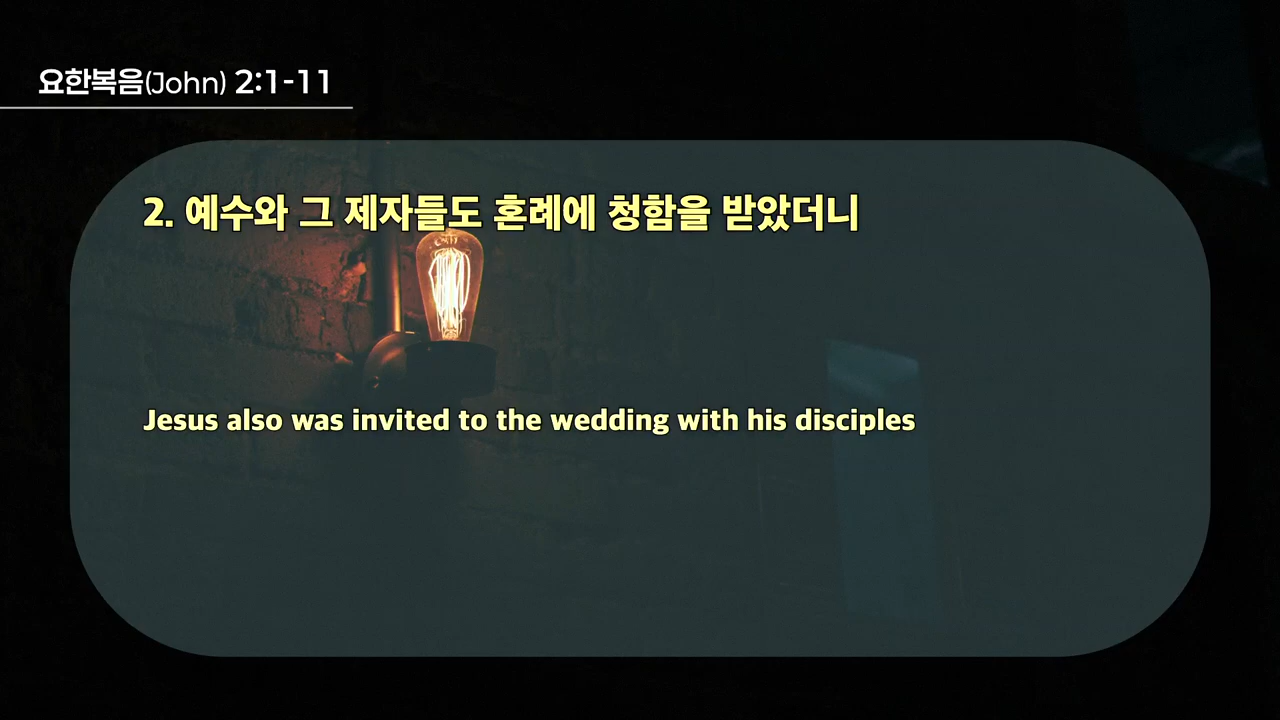 요한복음(John) 2:1-11
2. 예수와 그 제자들도 혼례에 청함을 받았더니
Jesus also was invited to the wedding with his disciples